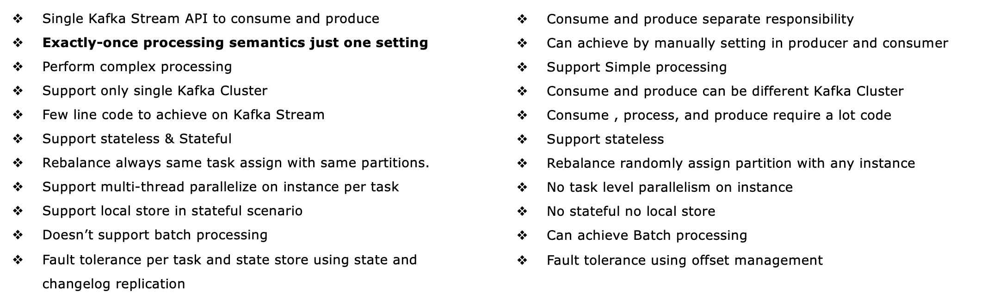 ❖ Single Kafka Stream API to consume and produce
❖ Exactly-once processing semantics just one setting
❖ Perform complex processing
❖ Support only single Kafka Cluster
❖ Few line code to achieve on Kafka Stream
❖ Support stateless & Stateful
❖ Rebalance always same task assign with same partitions.
❖ Support multi-thread parallelize on instance per task
❖ Support local store in stateful scenario
❖ Doesn’t support batch processing
❖ Fault tolerance per task and state store using state and
changelog replication
❖ Consume and produce separate responsibility
❖ Can achieve by manually setting in producer and consumer
❖ Support Simple processing
❖ Consume and produce can be different Kafka Cluster
❖ Consume , process, and produce require a lot code
❖ Support stateless
❖ Rebalance randomly assign partition with any instance
❖ No task level parallelism on instance
❖ No stateful no local store
❖ Can achieve Batch processing
❖ Fault tolerance using offset management